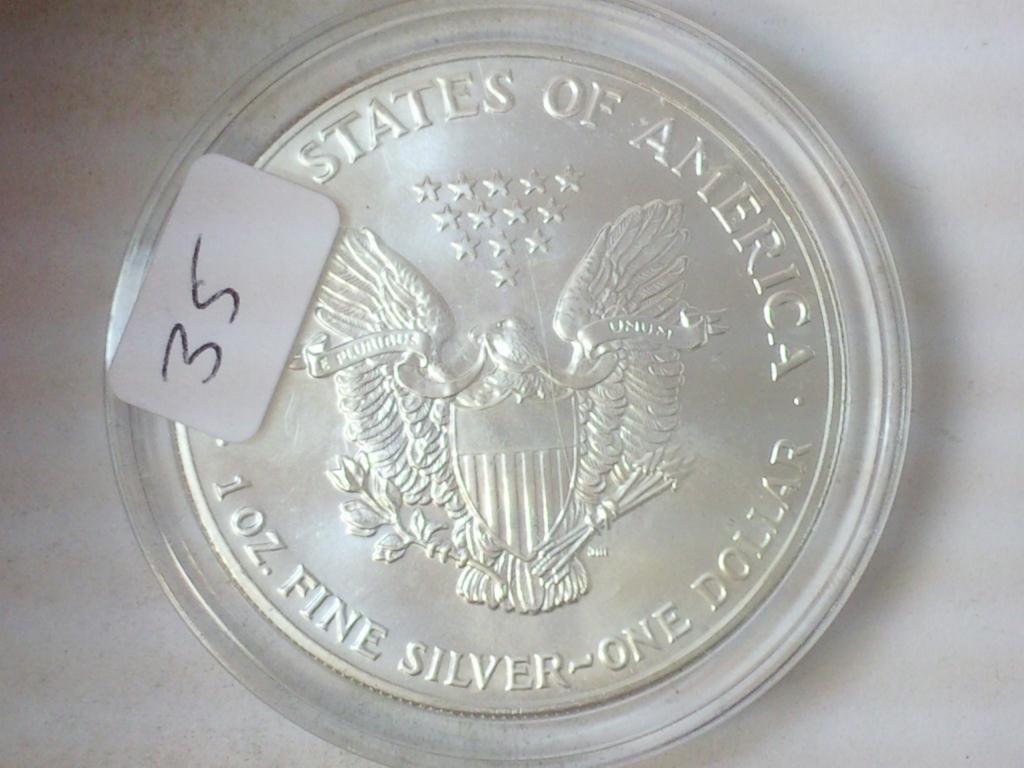 STATES OF AMERICA
35
PLURIBUS UNUM
1 OZ. FINE SILVER~ONE DOLLAR